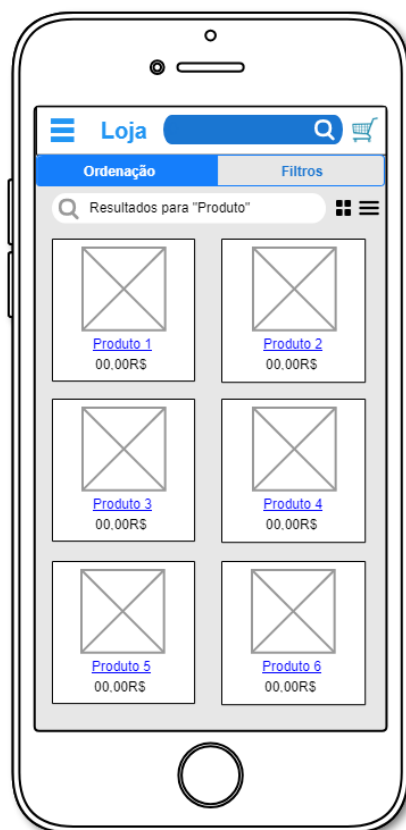 Loja
Ordenação Filtros
Resultados para "Produto"
Produto 1 Produto 2
00,00R$ 00,00R$
Produto 3 Produto 4
00,00R$ 00,00R$
Produto 5 Produto 6
00,00R$ 00,00R$